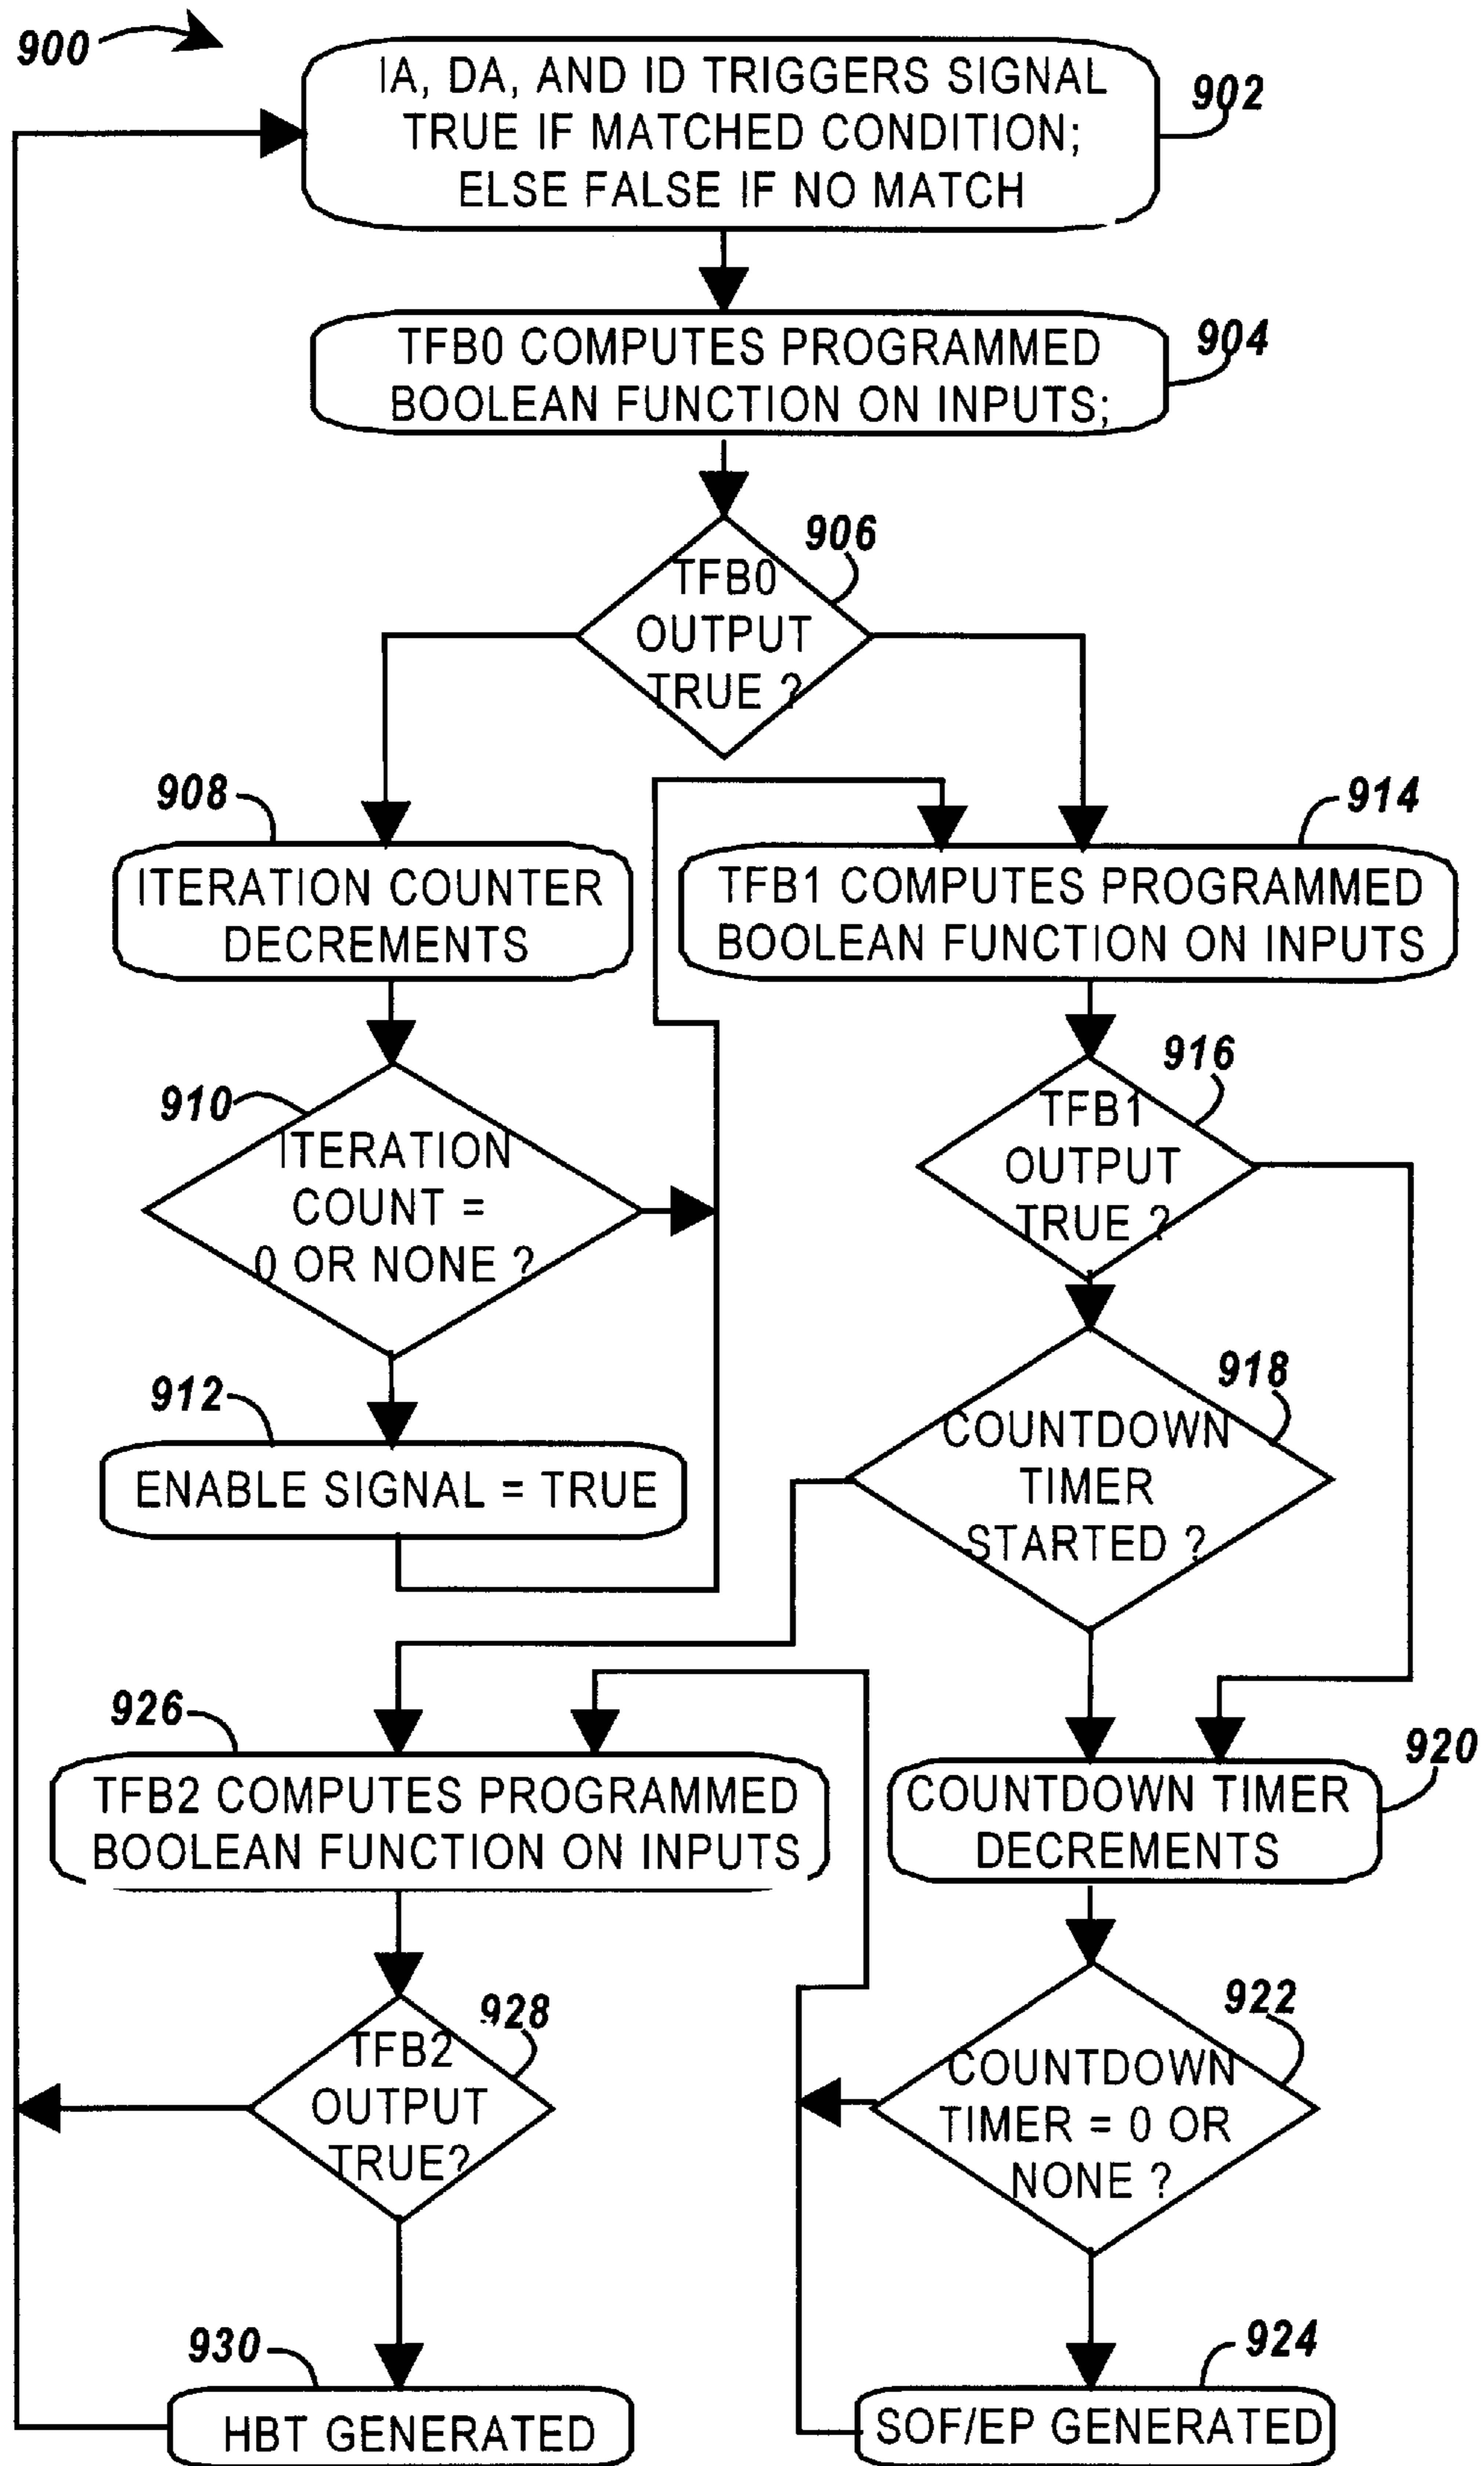 900
IA, DA, AND ID TRIGGERS SIGNAL
TRUE IF MATCHED CONDITION;
ELSE FALSE IF NO MATCH
902
TFB0 COMPUTES PROGRAMMED
BOOLEAN FUNCTION ON INPUTS;
904
906
TFB0
OUTPUT
TRUE ?
908
ITERATION COUNTER
DECREMENTS
914
TFB1 COMPUTES PROGRAMMED
BOOLEAN FUNCTION ON INPUTS
910
ITERATION
COUNT =
0 OR NONE ?
916
TFB1
OUTPUT
TRUE ?
912
ENABLE SIGNAL = TRUE
918
COUNTDOWN
TIMER
STARTED ?
926
TFB2 COMPUTES PROGRAMMED
BOOLEAN FUNCTION ON INPUTS
920
COUNTDOWN TIMER
DECREMENTS
928
TFB2
OUTPUT
TRUE?
922
COUNTDOWN
TIMER = 0 OR
NONE ?
930
HBT GENERATED
924
SOF/EP GENERATED